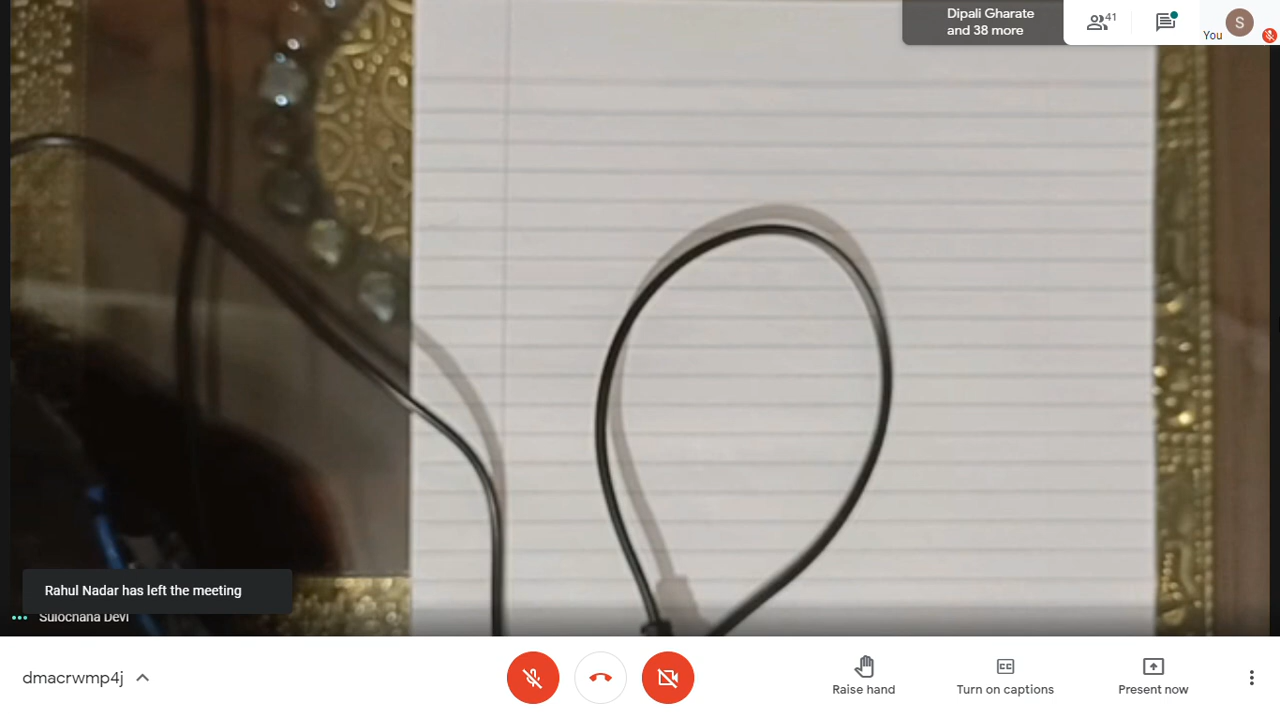 Dipali Gharate
and 38 more
41
You
S
Rahul Nadar has left the meeting
Sulochana Devi
dmacrwmp4j
CC
Raise hand
Turn on captions
Present now